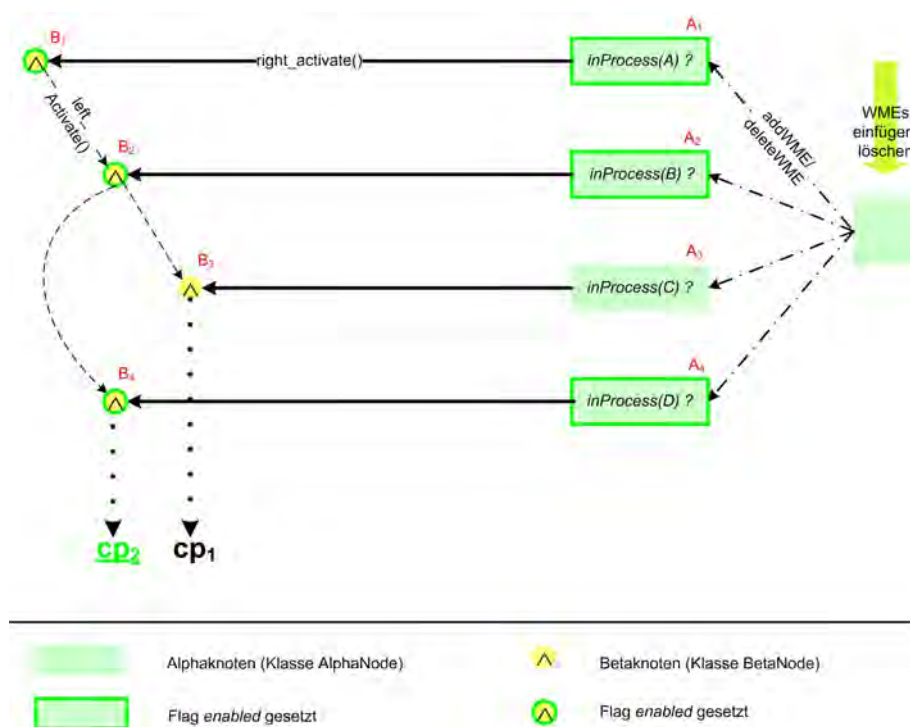 B₁
A₁
right_activate()
inProcess(A) ?
left_
Activate()
addWME/
deleteWME
WMEs
einfügen
löschen
B₂
A₂
inProcess(B) ?
B₃
A₃
inProcess(C) ?
B₄
A₄
inProcess(D) ?
cp₂
cp₁
Alphaknoten (Klasse AlphaNode)
Betaknoten (Klasse BetaNode)
Flag enabled gesetzt
Flag enabled gesetzt